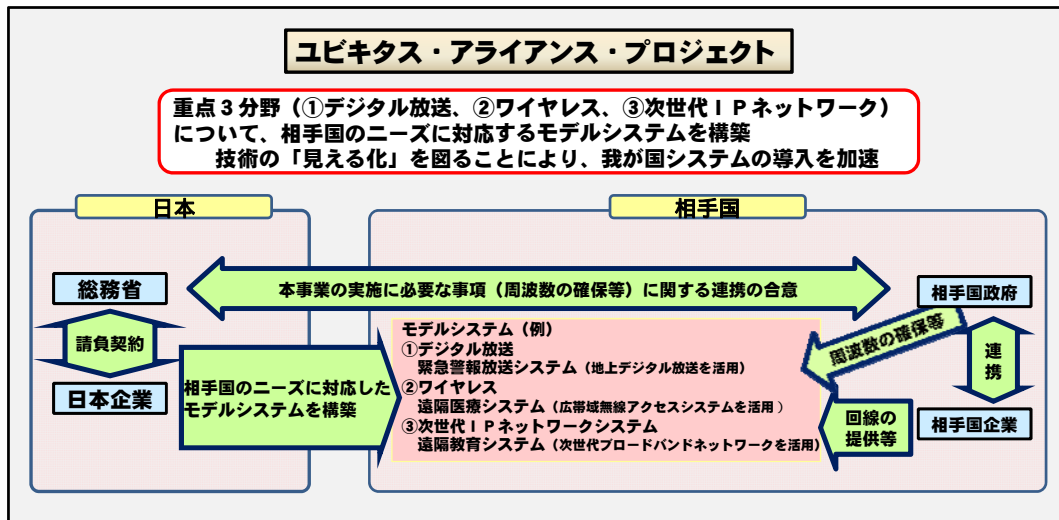 ユビキタス・アライアンス・プロジェクト
重点３分野（①デジタル放送、②ワイヤレス、③次世代ＩＰネットワーク）
について、相手国のニーズに対応するモデルシステムを構築
技術の「見える化」を図ることにより、我が国システムの導入を加速
日本
相手国
総務省
本事業の実施に必要な事項（周波数の確保等）に関する連携の合意
相手国政府
請負契約
日本企業
相手国のニーズに対応した
モデルシステムを構築
モデルシステム（例）
①デジタル放送
緊急警報放送システム（地上デジタル放送を活用）
②ワイヤレス
遠隔医療システム（広帯域無線アクセスシステムを活用）
③次世代ＩＰネットワークシステム
遠隔教育システム（次世代ブロードバンドネットワークを活用）
周波数の確保等
連
携
回線の
提供等
相手国企業